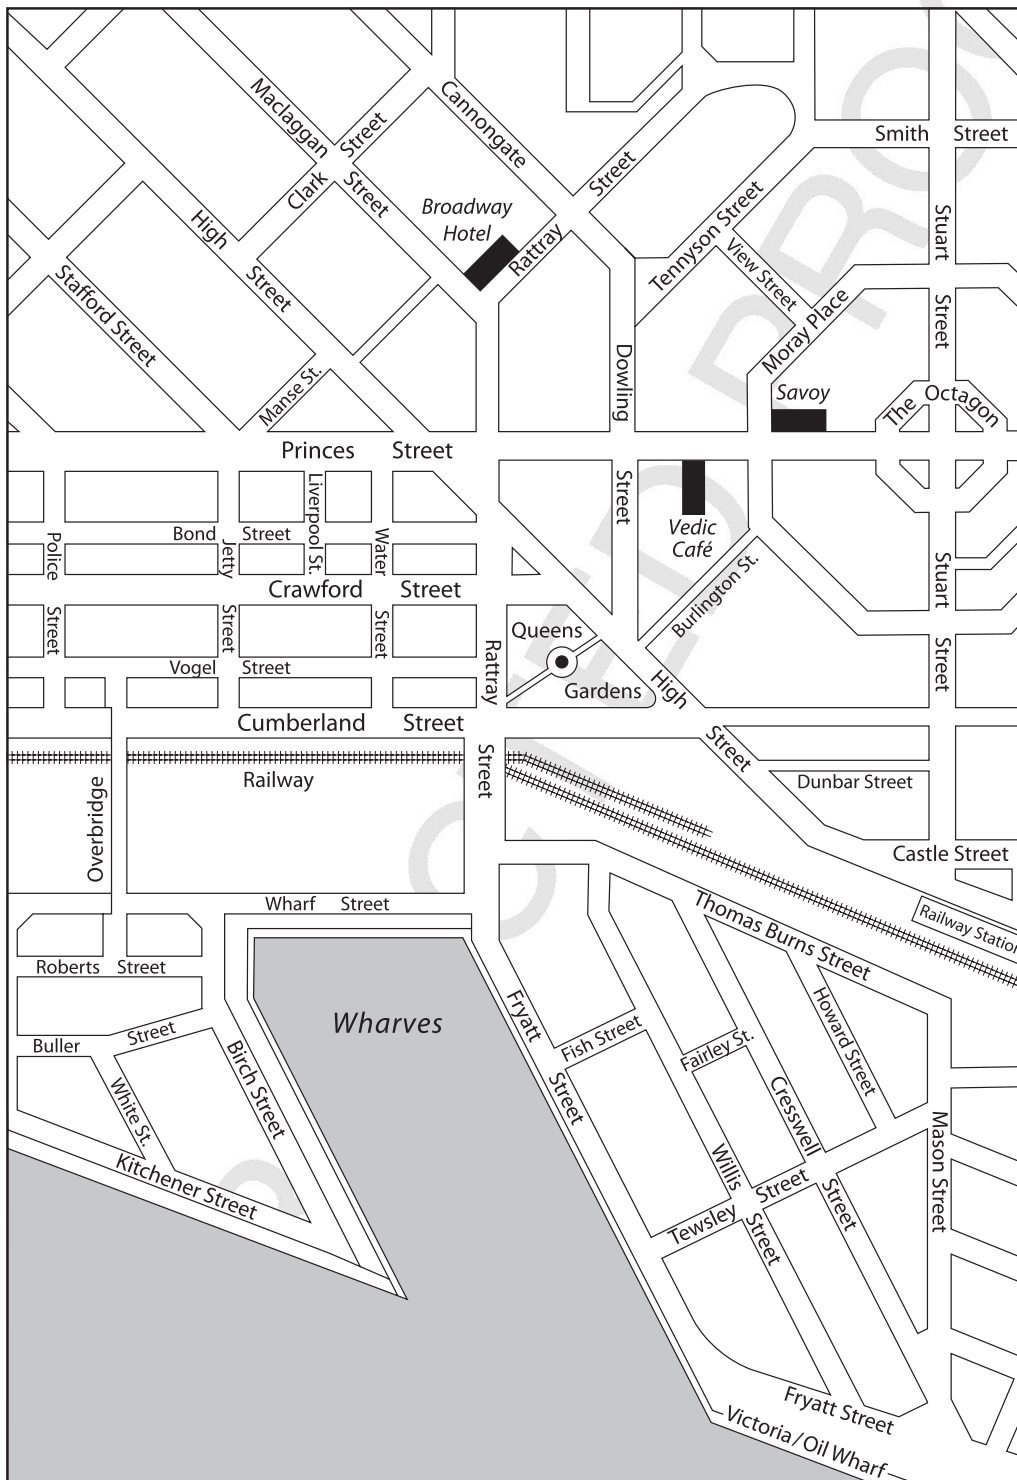 Maclaggan
Street
Cannongate
Smith Street
Clark
Street
Street
Broadway
Hotel
Rattray
Tennyson Street
View Street
Stuart
High
Street
Stafford Street
Moray Place
Street
Dowling
Manse St.
Savoy
The Octagon
Princes Street
Liverpool St.
Street
Vedic
Café
Bond Street
Police
Jetty
Water
Burlington St.
Stuart
Crawford Street
Street
Street
Street
Queens
Gardens
Rattray
Vogel Street
High
Street
Cumberland Street
Street
Street
Railway
Overbridge
Dunbar Street
Castle Street
Wharf Street
Thomas Burns Street
Railway Station
Roberts Street
Wharves
Fryatt
Howard Street
Buller Street
Fish Street
Fairley St.
Birch Street
Street
White St.
Cresswell
Mason Street
Willis
Kitchener Street
Tewsley Street
Street
Street
Fryatt Street
Victoria/Oil Wharf